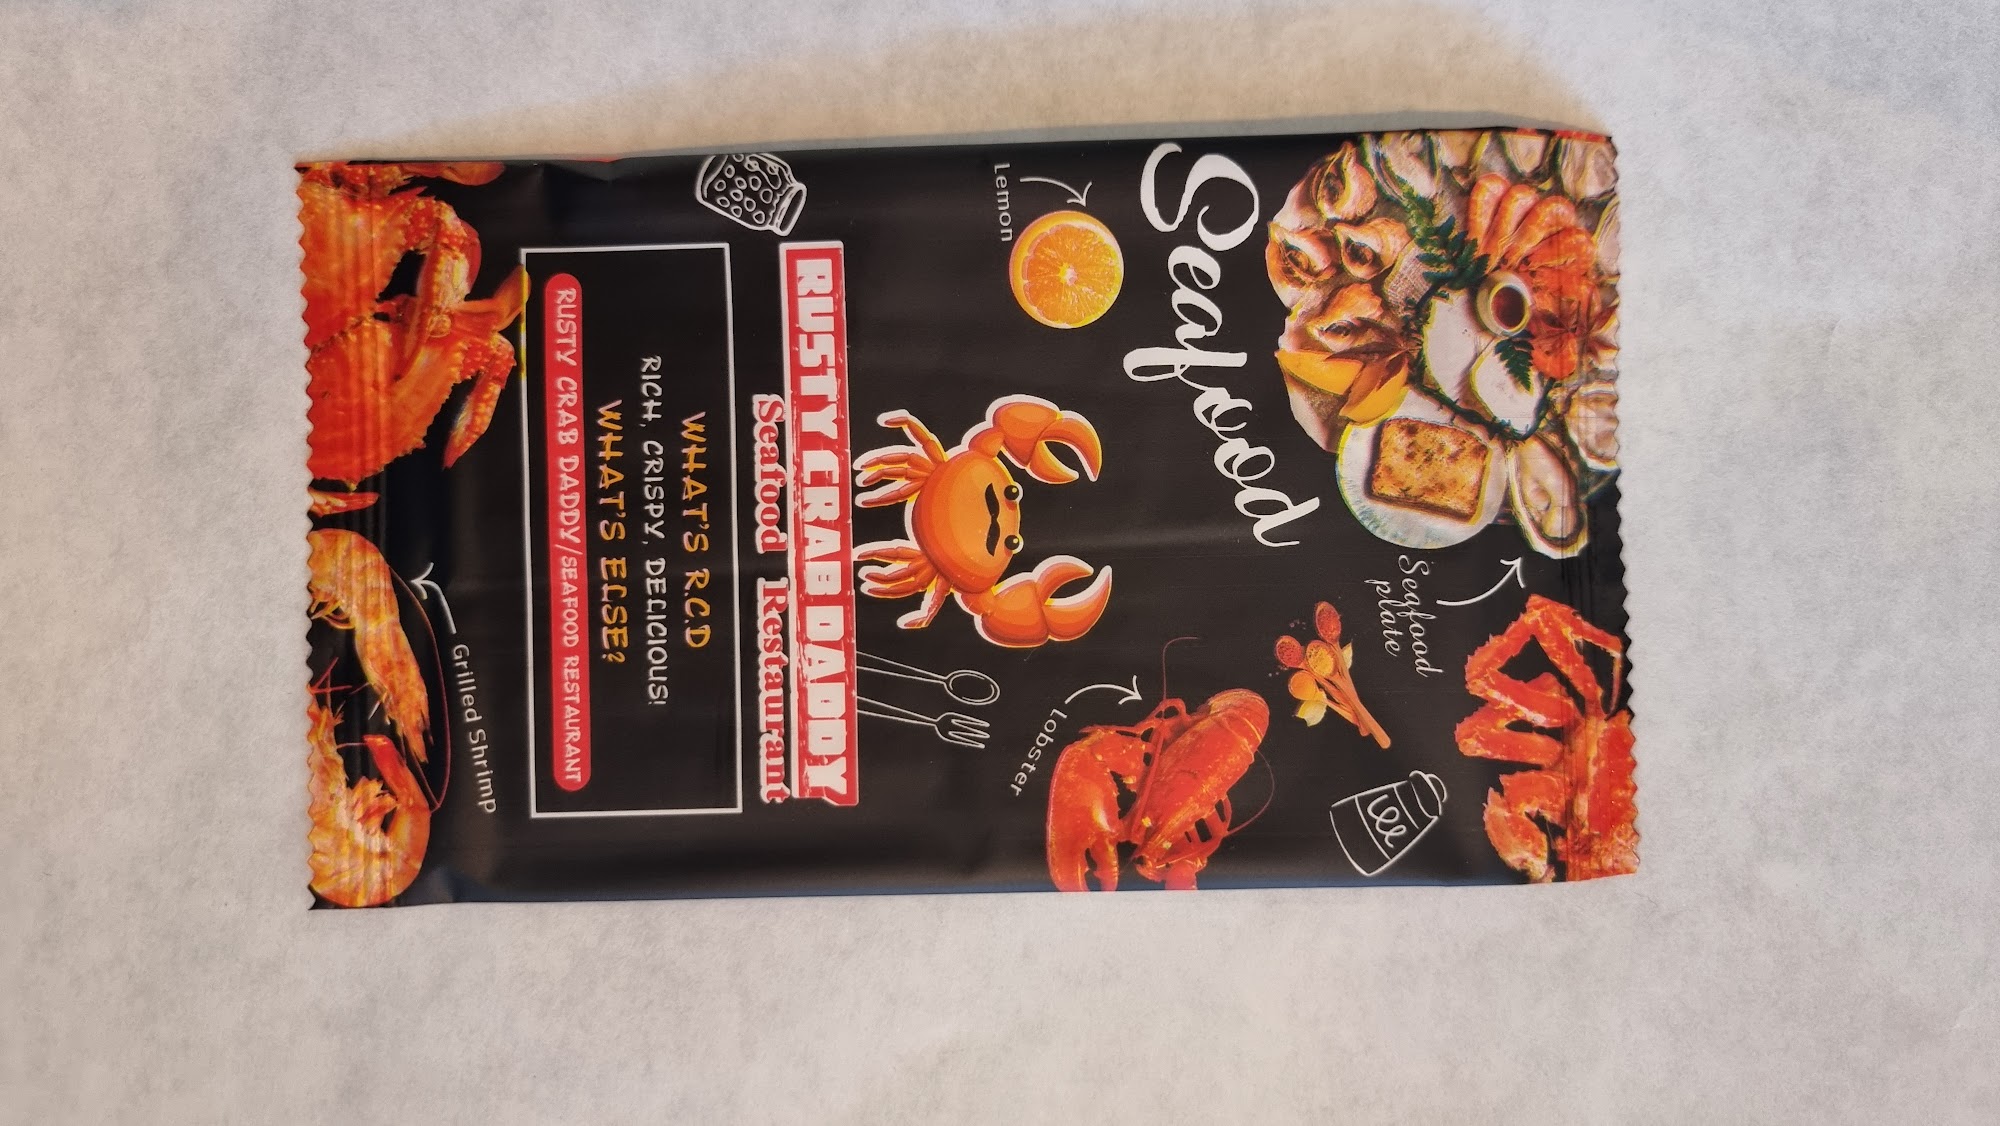 Seafood
plate
Seafood
Lemon
Lobster
RUSTY CRAB DADDY
Seafood Restaurant
WHAT'S R.C.D
RICH, CRISPY, DELICIOUS!
WHAT'S ELSE?
RUSTY CRAB DADDY/SEAFOOD RESTAURANT
Grilled Shrimp